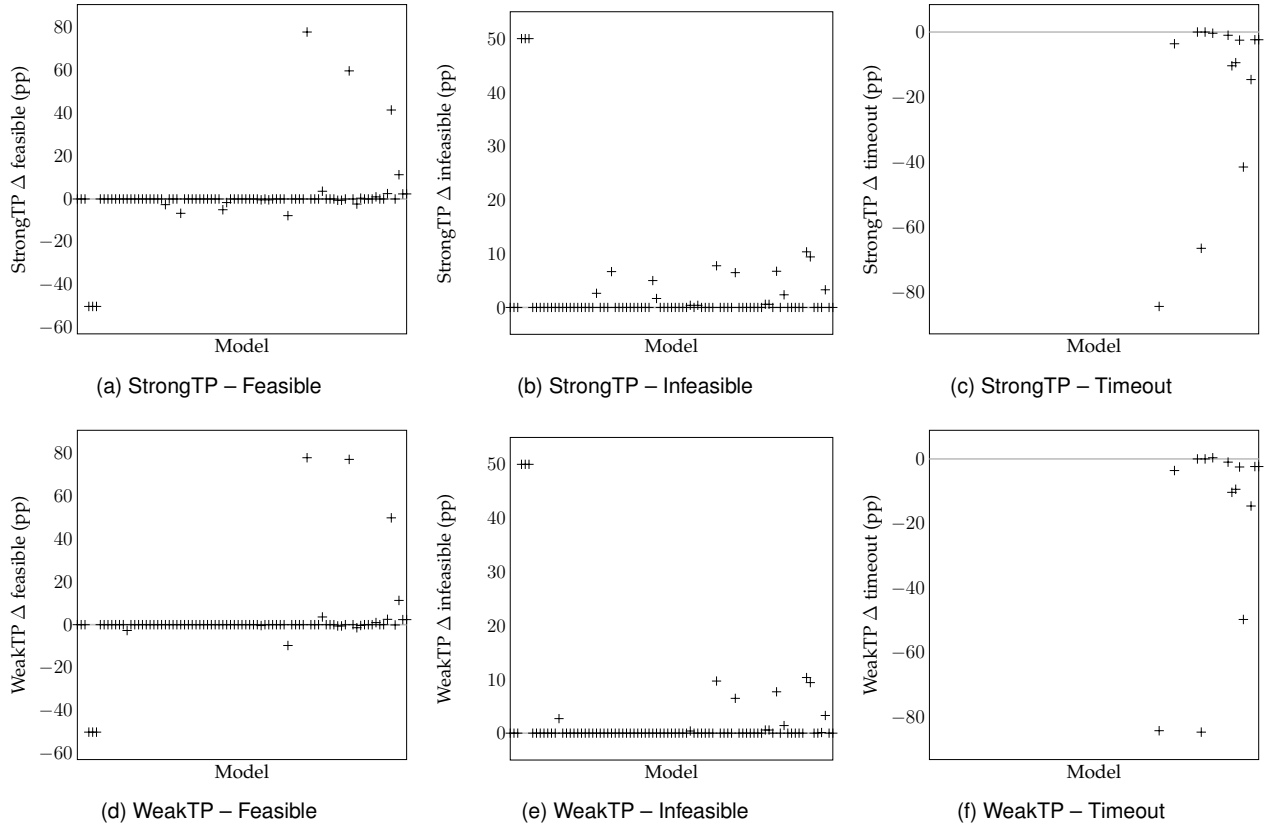 80
60
40
20
0
−20
−40
−60
StrongTP Δ feasible (pp)
Model
(a) StrongTP – Feasible
50
40
30
20
10
0
StrongTP Δ infeasible (pp)
Model
(b) StrongTP – Infeasible
0
−20
−40
−60
−80
StrongTP Δ timeout (pp)
Model
(c) StrongTP – Timeout
80
60
40
20
0
−20
−40
−60
WeakTP Δ feasible (pp)
Model
(d) WeakTP – Feasible
50
40
30
20
10
0
WeakTP Δ infeasible (pp)
Model
(e) WeakTP – Infeasible
0
−20
−40
−60
−80
WeakTP Δ timeout (pp)
Model
(f) WeakTP – Timeout